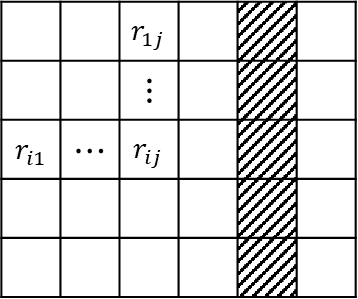 r₁ⱼ
⋮
rᵢ₁ ⋯ rᵢⱼ